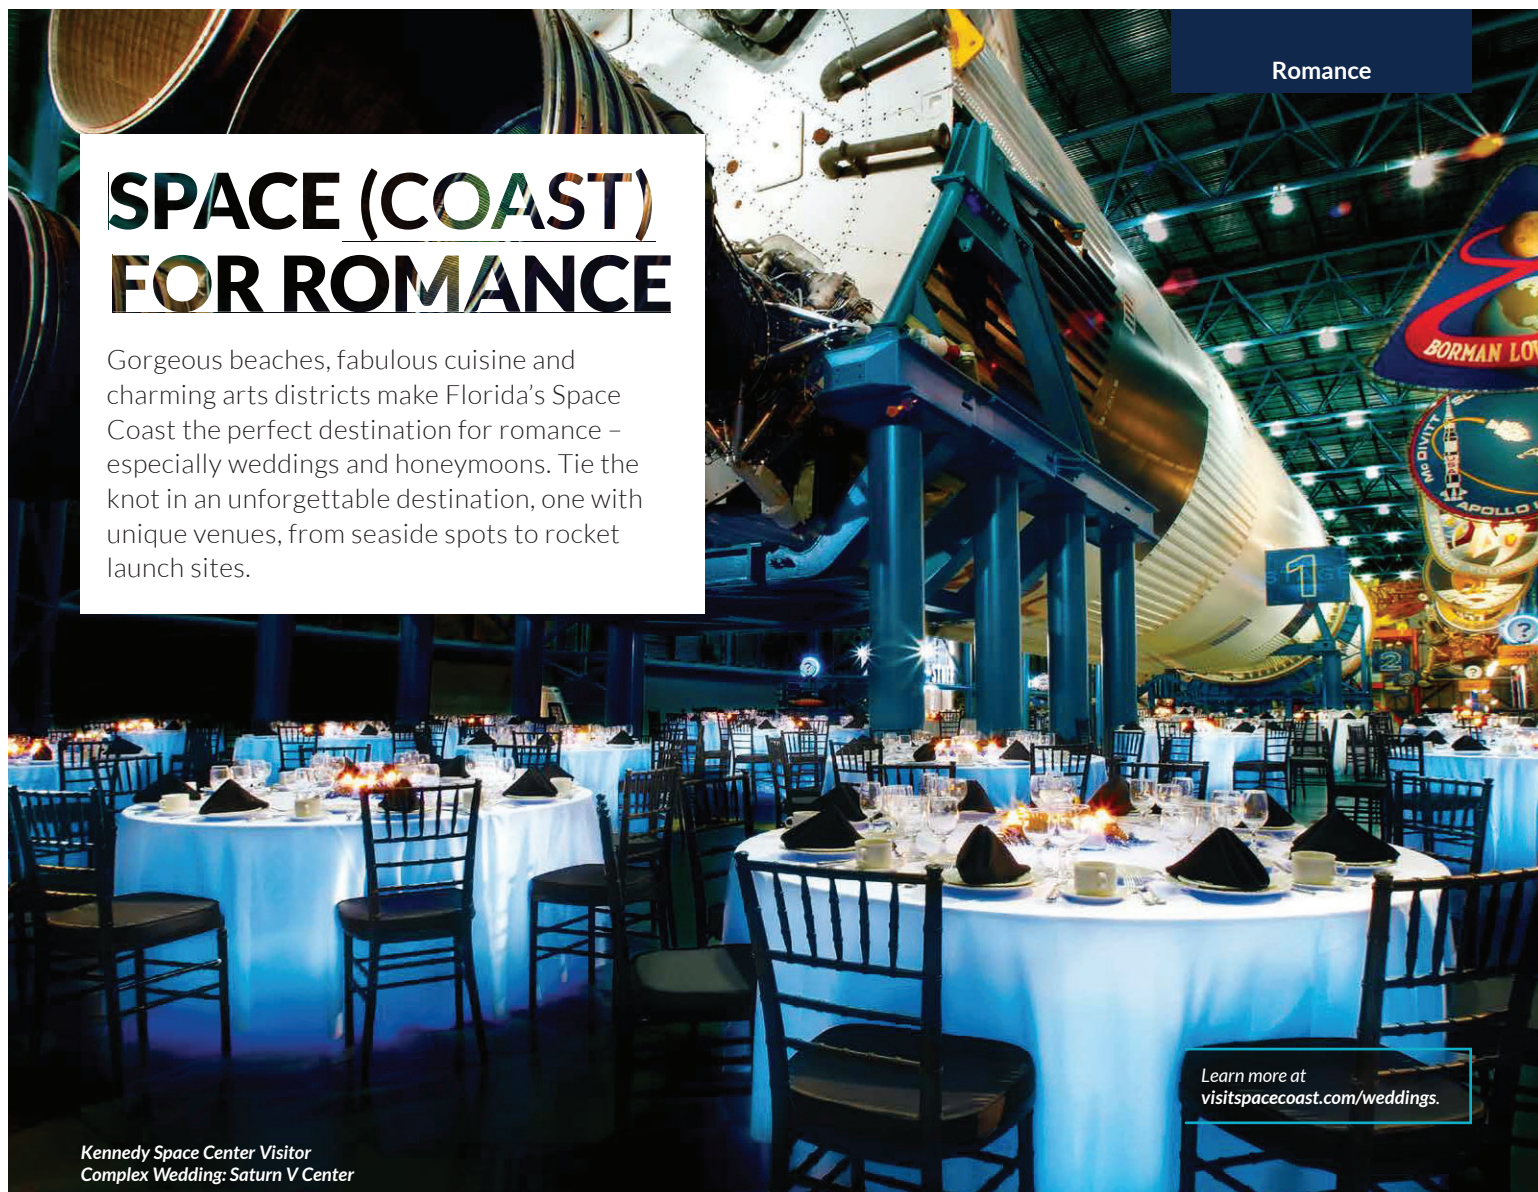 Romance
SPACE (COAST)
FOR ROMANCE
Gorgeous beaches, fabulous cuisine and
charming arts districts make Florida’s Space
Coast the perfect destination for romance –
especially weddings and honeymoons. Tie the
knot in an unforgettable destination, one with
unique venues, from seaside spots to rocket
launch sites.
BORMAN
McDIVITT
APOLLO
STAGE
1
2
?
?
?
Learn more at
visitspacecoast.com/weddings.
Kennedy Space Center Visitor
Complex Wedding: Saturn V Center